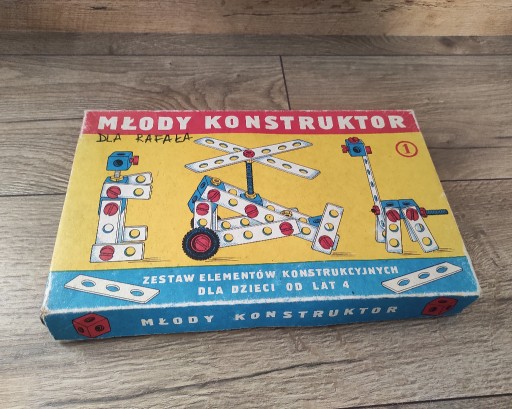 MŁODY KONSTRUKTOR
DLA RAFAŁA
1
ZESTAW ELEMENTÓW KONSTRUKCYJNYCH
DLA DZIECI OD LAT 4
MŁODY KONSTRUKTOR